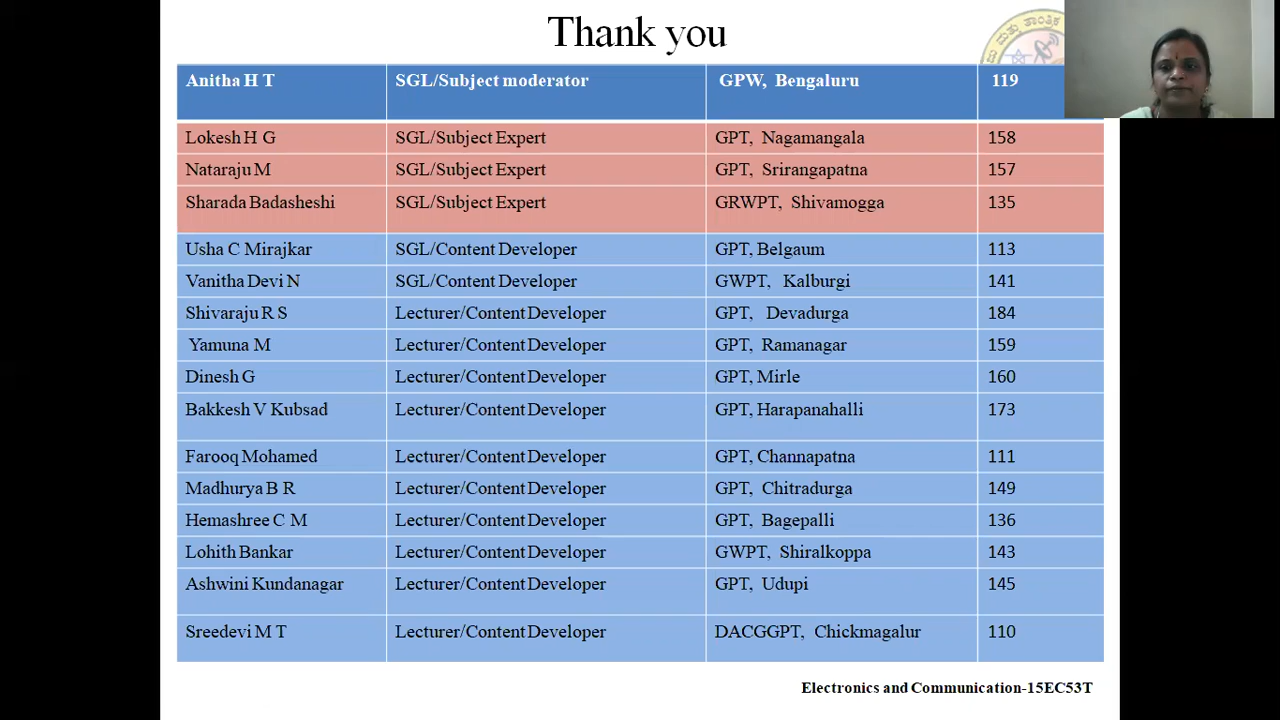 Thank you
ಮತ್ತು ತಾಂತ್ರಿಕ
Anitha H T SGL/Subject moderator GPW, Bengaluru 119
Lokesh H G SGL/Subject Expert GPT, Nagamangala 158
Nataraju M SGL/Subject Expert GPT, Srirangapatna 157
Sharada Badasheshi SGL/Subject Expert GRWPT, Shivamogga 135
Usha C Mirajkar SGL/Content Developer GPT, Belgaum 113
Vanitha Devi N SGL/Content Developer GWPT, Kalburgi 141
Shivaraju R S Lecturer/Content Developer GPT, Devadurga 184
Yamuna M Lecturer/Content Developer GPT, Ramanagar 159
Dinesh G Lecturer/Content Developer GPT, Mirle 160
Bakkesh V Kubsad Lecturer/Content Developer GPT, Harapanahalli 173
Farooq Mohamed Lecturer/Content Developer GPT, Channapatna 111
Madhurya B R Lecturer/Content Developer GPT, Chitradurga 149
Hemashree C M Lecturer/Content Developer GPT, Bagepalli 136
Lohith Bankar Lecturer/Content Developer GWPT, Shiralkoppa 143
Ashwini Kundanagar Lecturer/Content Developer GPT, Udupi 145
Sreedevi M T Lecturer/Content Developer DACGGPT, Chickmagalur 110
Electronics and Communication-15EC53T